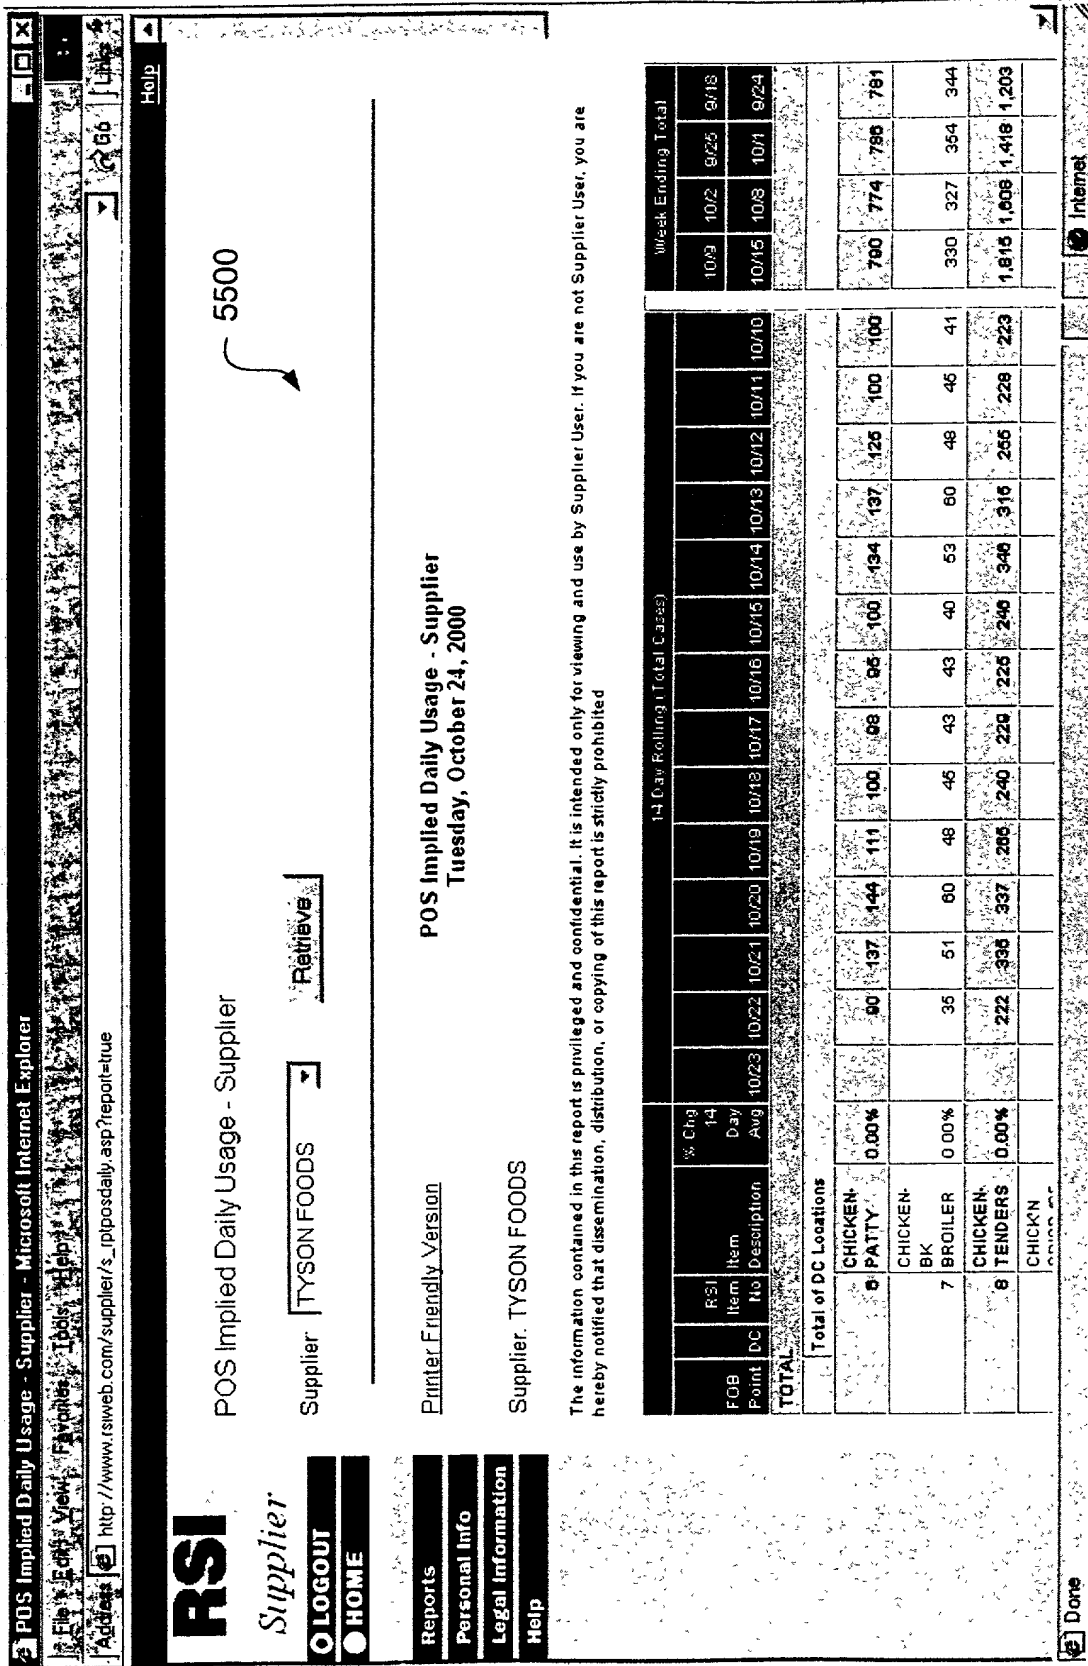 POS Implied Daily Usage - Supplier - Microsoft Internet Explorer
File Edit View Favorites Tools Help
Address http://www.rsiweb.com/supplier/s_rptposdaily.asp?report=true Go Links
Help
RSI
Supplier
LOGOUT
HOME
Reports
Personal Info
Legal Information
Help
POS Implied Daily Usage - Supplier
Supplier TYSON FOODS Retrieve
5500
Printer Friendly Version
POS Implied Daily Usage - Supplier
Tuesday, October 24, 2000
Supplier. TYSON FOODS
The information contained in this report is privileged and confidential. It is intended only for viewing and use by Supplier User. If you are not Supplier User, you are
hereby notified that dissemination, distribution, or copying of this report is strictly prohibited
14 Day Rolling (Total Cases) Week Ending Total
FOB Point DC RSI Item No Item Description % Chg 14 Day Avg 10/23 10/22 10/21 10/20 10/19 10/18 10/17 10/16 10/15 10/14 10/13 10/12 10/11 10/10
10/9 10/2 9/25 9/18
10/15 10/8 10/1 9/24
TOTAL
Total of DC Locations
CHICKEN-PATTY 0.00% 90 137 144 111 100 98 95 100 134 137 125 100 100 790 774 786 781
7 CHICKEN-BK BROILER 0 00% 35 51 60 48 45 43 43 40 53 60 48 45 41 330 327 354 344
8 CHICKEN-TENDERS 0.00% 222 336 337 286 240 229 225 246 346 315 255 228 223 1,815 1,608 1,418 1,203
CHICK'N
Done Internet